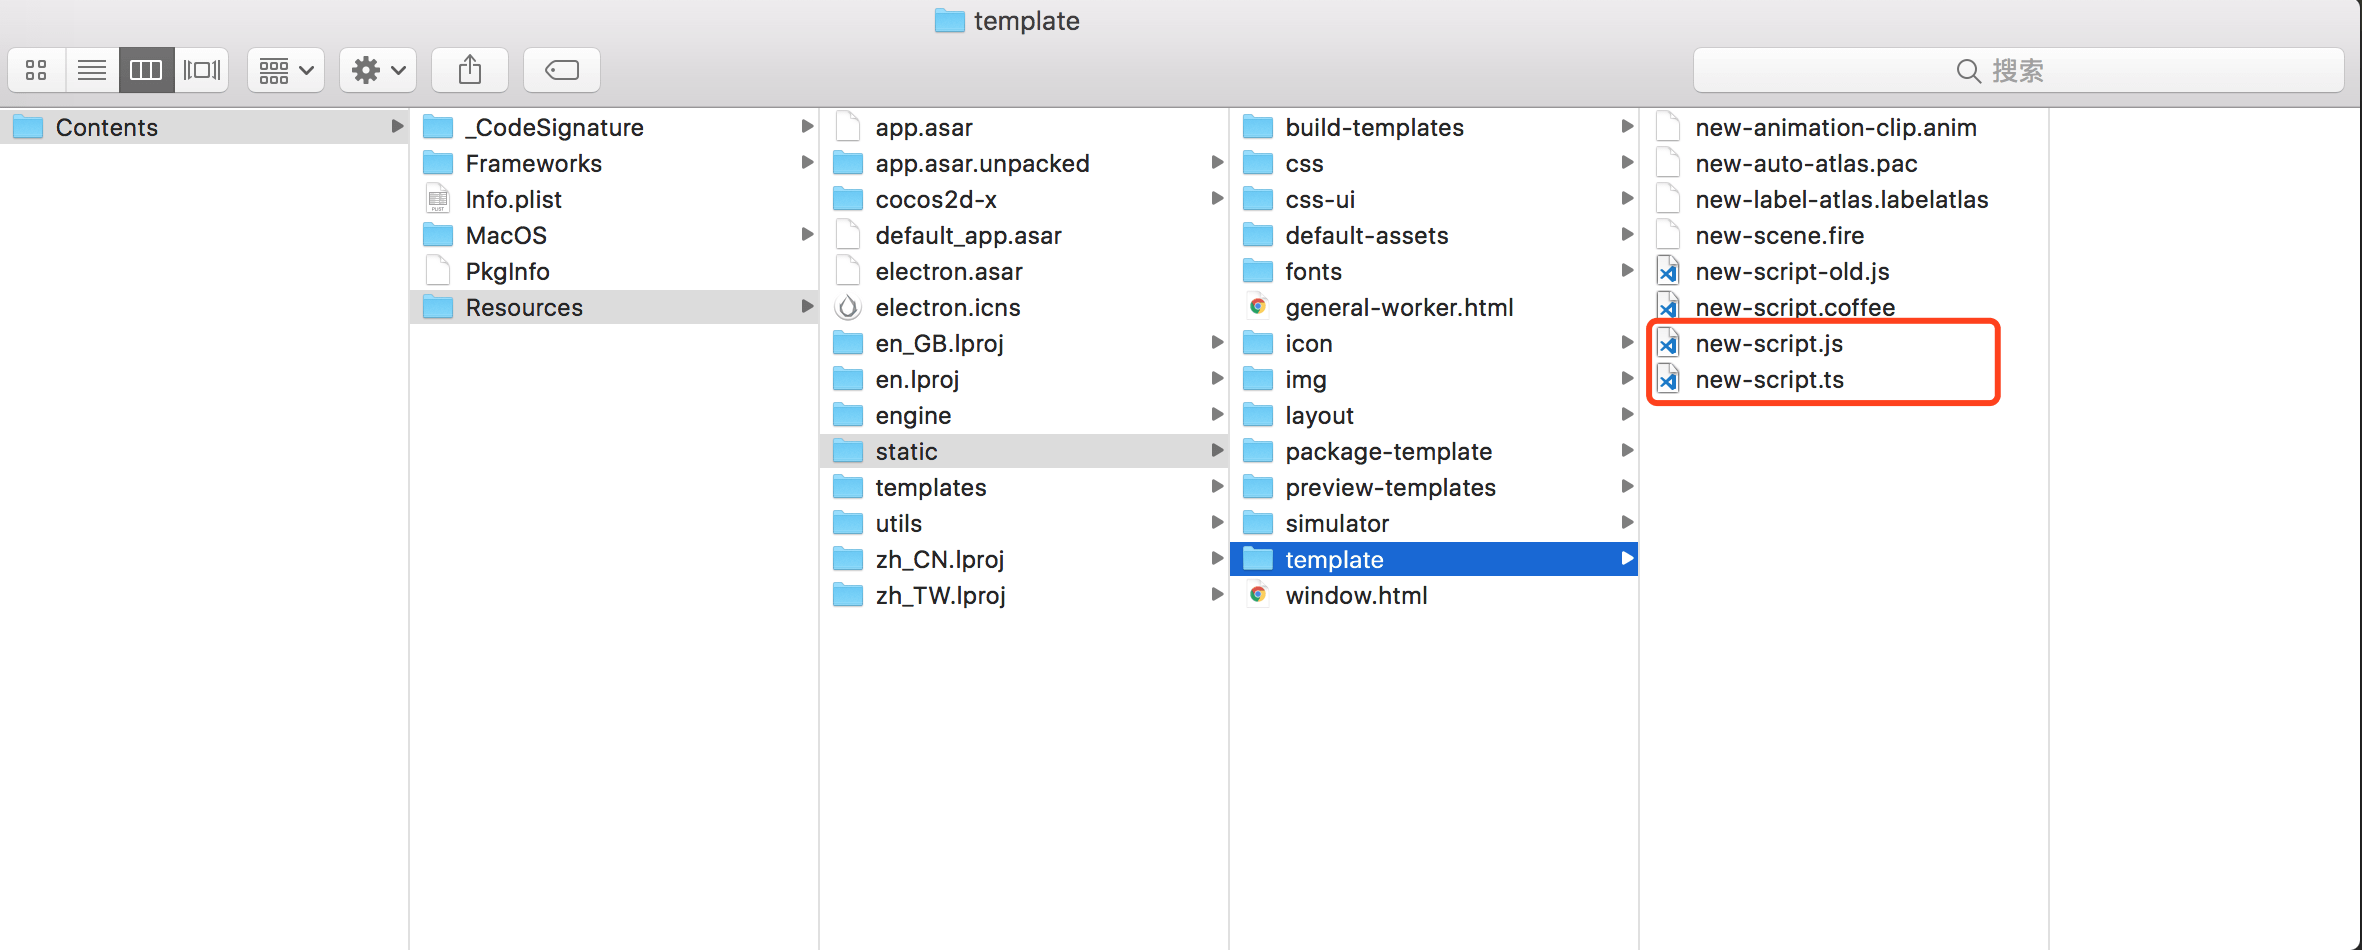 template
搜索
Contents
_CodeSignature
Frameworks
Info.plist
MacOS
PkgInfo
Resources
app.asar
app.asar.unpacked
cocos2d-x
default_app.asar
electron.asar
electron.icns
en_GB.lproj
en.lproj
engine
static
templates
utils
zh_CN.lproj
zh_TW.lproj
build-templates
css
css-ui
default-assets
fonts
general-worker.html
icon
img
layout
package-template
preview-templates
simulator
template
window.html
new-animation-clip.anim
new-auto-atlas.pac
new-label-atlas.labelatlas
new-scene.fire
new-script-old.js
new-script.coffee
new-script.js
new-script.ts